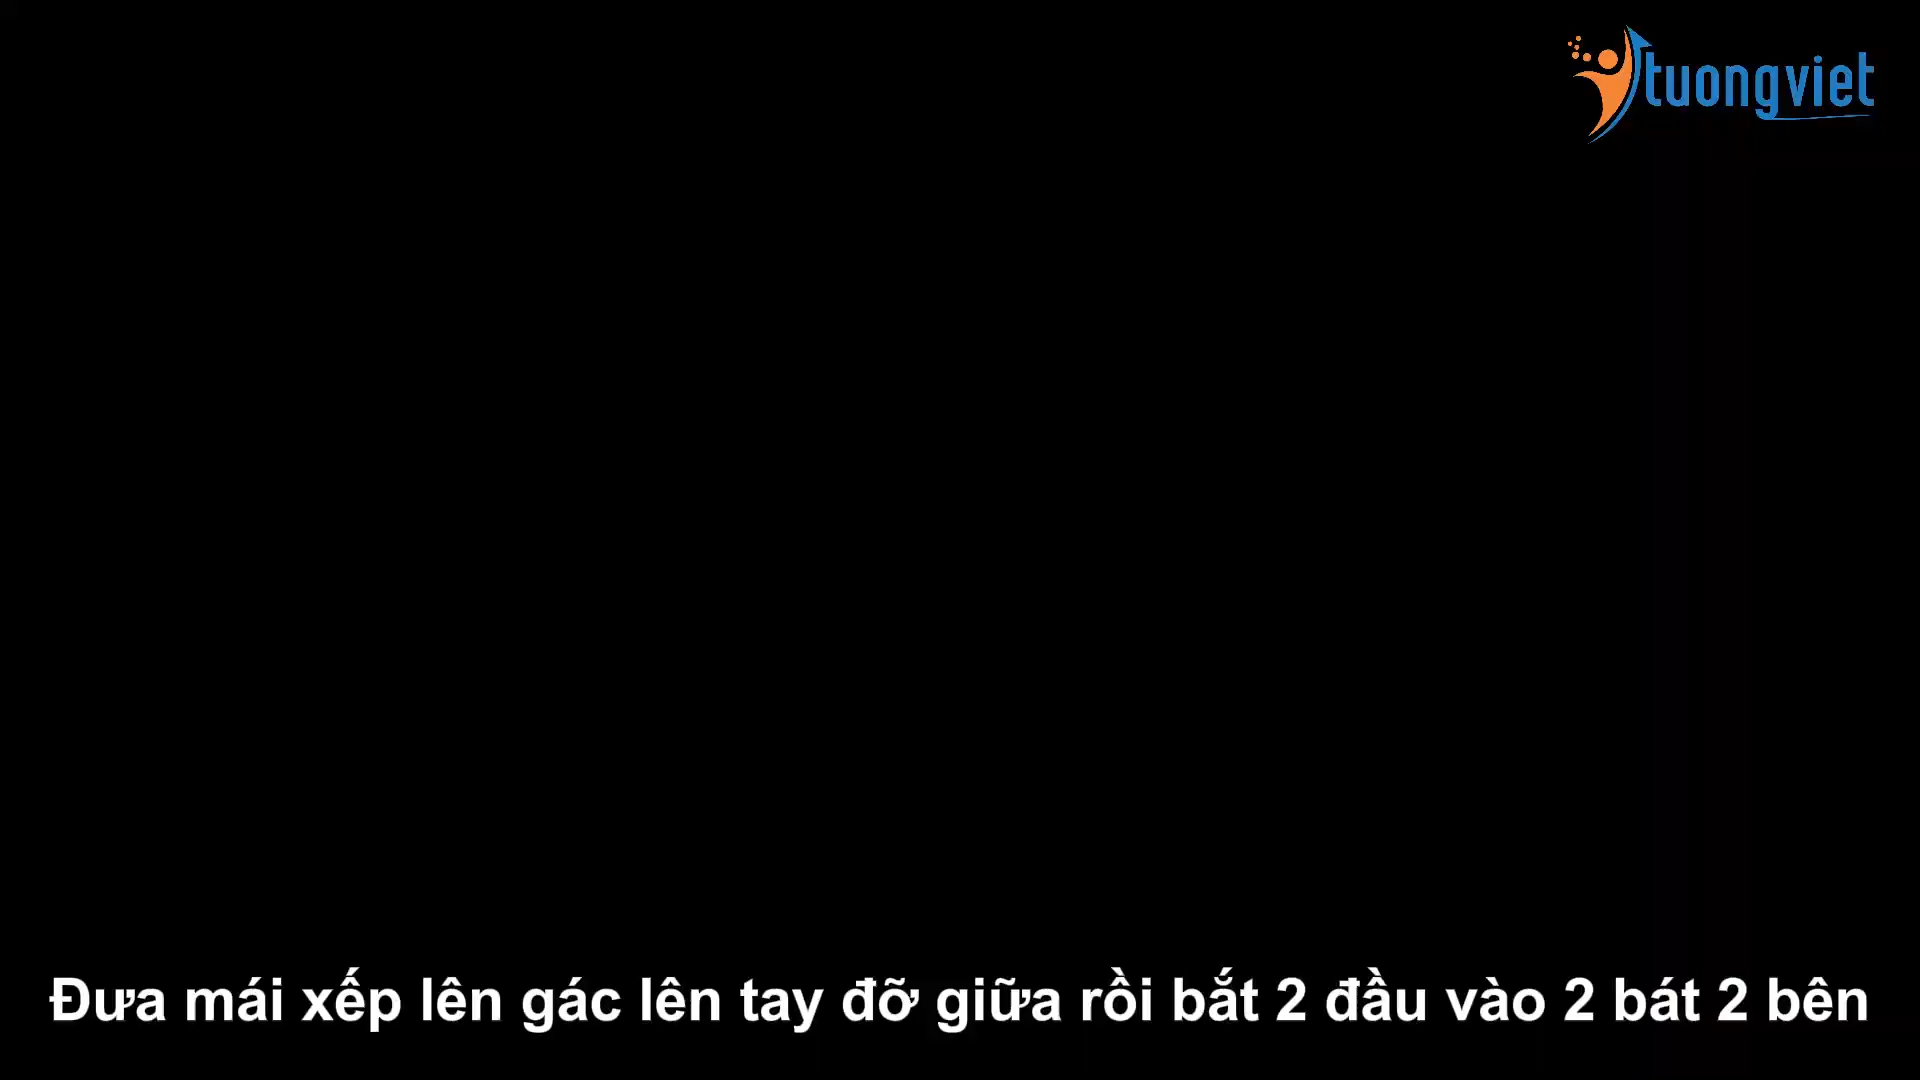 tuongviet
Đưa mái xếp lên gác lên tay đỡ giữa rồi bắt 2 đầu vào 2 bát 2 bên